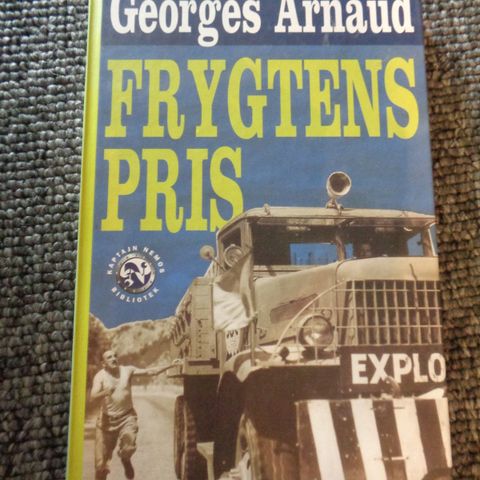 Georges Arnaud
FRYGTENS
PRIS
KAPTAJN NEMOS
BIBLIOTEK
N
EXPLO